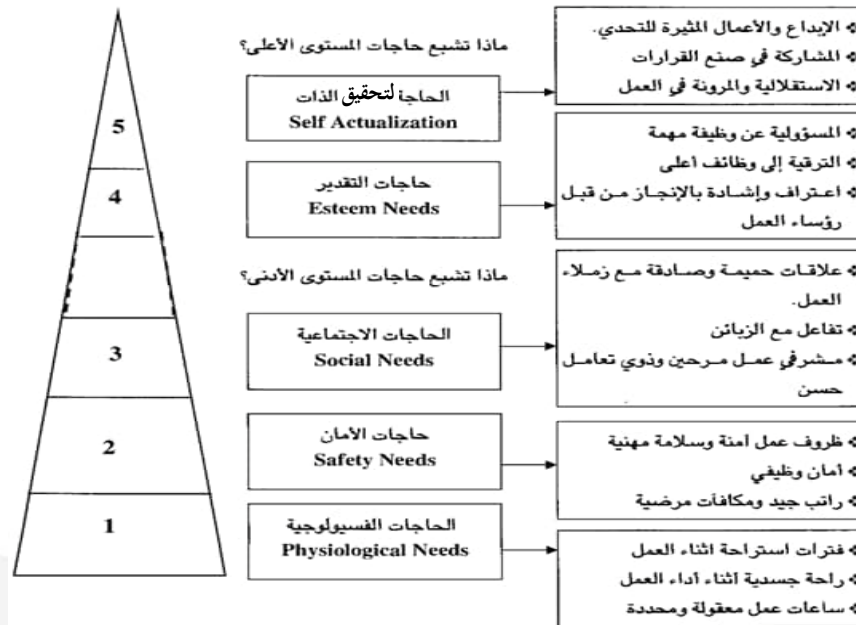 ماذا تشبع حاجات المستوى الأعلى؟
5
الحاجة لتحقيق الذات
Self Actualization
❖ الإبداع والأعمال المثيرة للتحدي.
❖ المشاركة في صنع القرارات
❖ الاستقلالية والمرونة في العمل
4
حاجات التقدير
Esteem Needs
❖ المسؤولية عن وظيفة مهمة
❖ الترقية إلى وظائف أعلى
❖ اعتراف وإشادة بالإنجاز من قبل
رؤساء العمل
ماذا تشبع حاجات المستوى الأدنى؟
3
الحاجات الاجتماعية
Social Needs
❖ علاقات حميمة وصادقة مع زملاء
العمل.
❖ تفاعل مع الزبائن
❖ مشرفي عمل مرحين وذوي تعامل
حسن
2
حاجات الأمان
Safety Needs
❖ ظروف عمل امنة وسلامة مهنية
❖ أمان وظيفي
❖ راتب جيد ومكافآت مرضية
1
الحاجات الفسيولوجية
Physiological Needs
❖ فترات استراحة اثناء العمل
❖ راحة جسدية أثناء أداء العمل
❖ ساعات عمل معقولة ومحددة